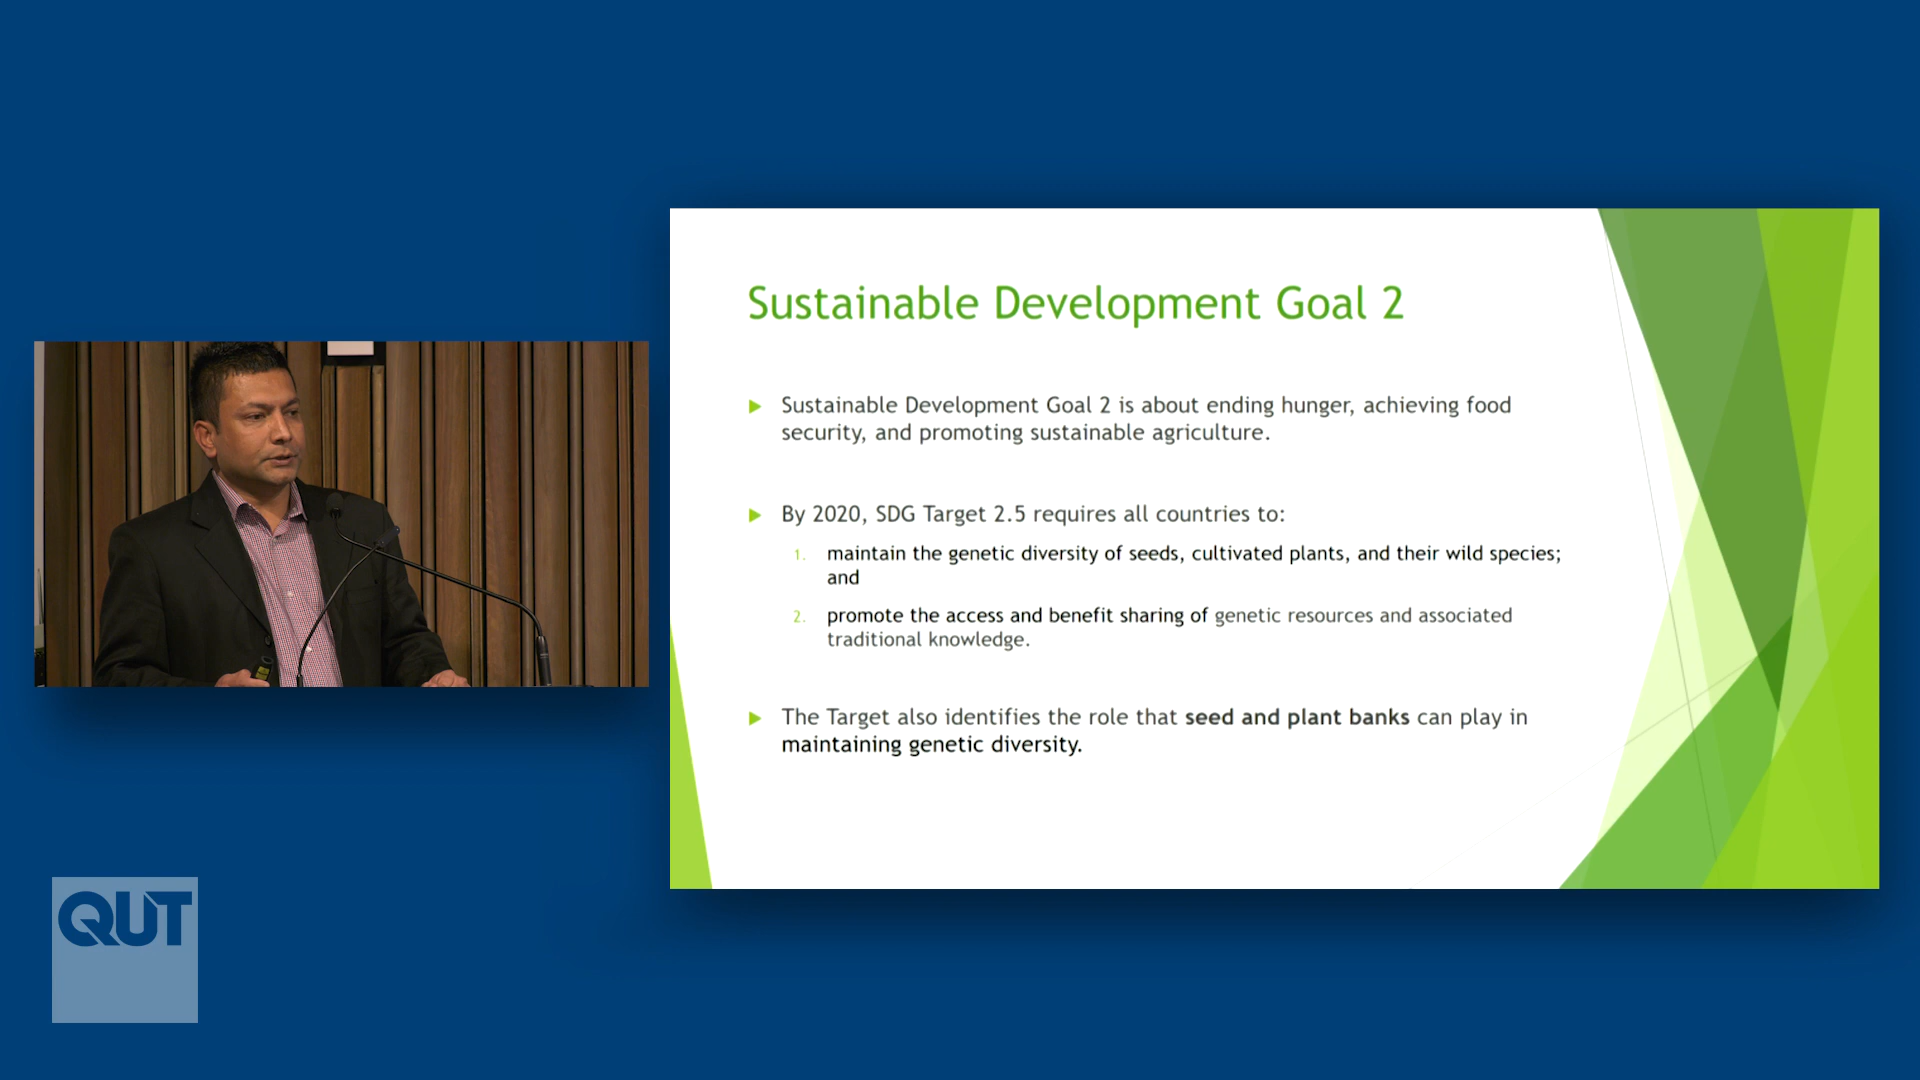 Sustainable Development Goal 2
▶ Sustainable Development Goal 2 is about ending hunger, achieving food
security, and promoting sustainable agriculture.
▶ By 2020, SDG Target 2.5 requires all countries to:
1. maintain the genetic diversity of seeds, cultivated plants, and their wild species;
and
2. promote the access and benefit sharing of genetic resources and associated
traditional knowledge.
▶ The Target also identifies the role that seed and plant banks can play in
maintaining genetic diversity.
QUT